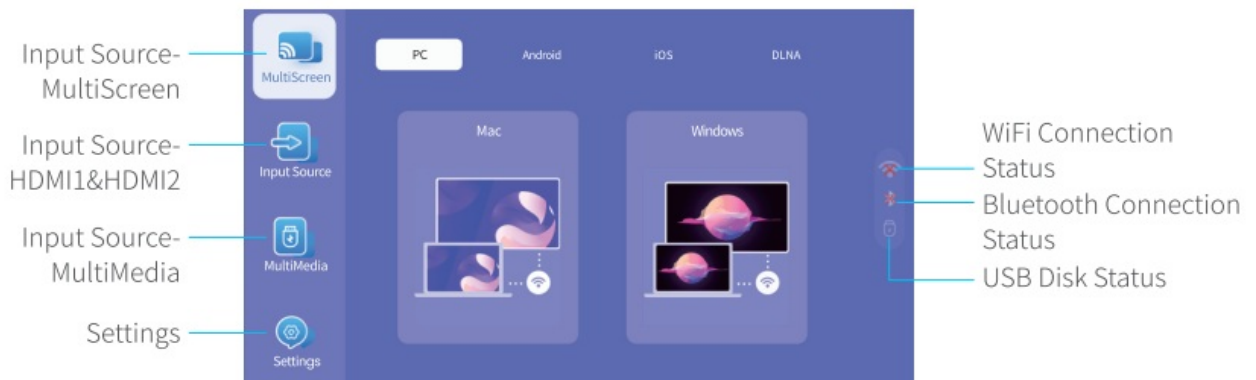 Input Source-
MultiScreen
Input Source-
HDMI1&HDMI2
Input Source-
MultiMedia
Settings
MultiScreen
Input Source
MultiMedia
Settings
PC
Android
iOS
DLNA
Mac
Windows
WiFi Connection
Status
Bluetooth Connection
Status
USB Disk Status